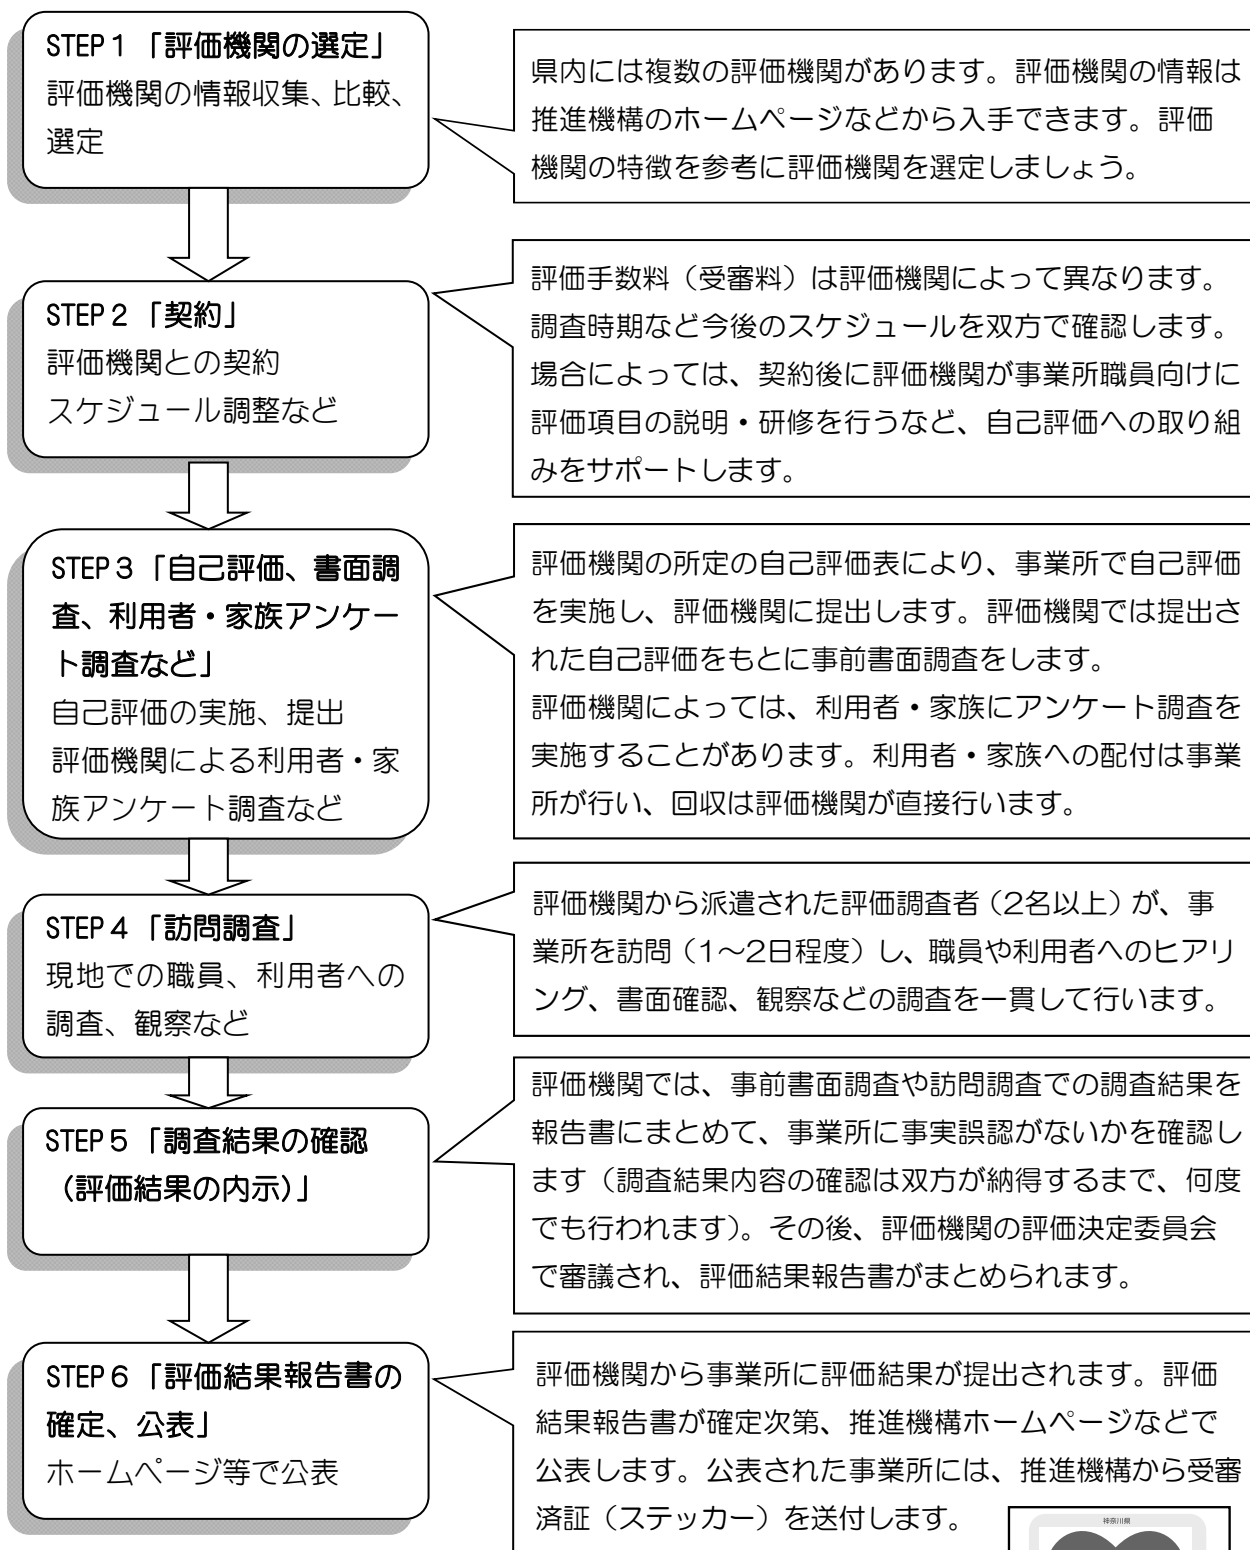 STEP１「評価機関の選定」
評価機関の情報収集、比較、
選定
県内には複数の評価機関があります。評価機関の情報は
推進機構のホームページなどから入手できます。評価
機関の特徴を参考に評価機関を選定しましょう。
STEP２「契約」
評価機関との契約
スケジュール調整など
評価手数料（受審料）は評価機関によって異なります。
調査時期など今後のスケジュールを双方で確認します。
場合によっては、契約後に評価機関が事業所職員向けに
評価項目の説明・研修を行うなど、自己評価への取り組
みをサポートします。
STEP３「自己評価、書面調
査、利用者・家族アンケー
ト調査など」
自己評価の実施、提出
評価機関による利用者・家
族アンケート調査など
評価機関の所定の自己評価表により、事業所で自己評価
を実施し、評価機関に提出します。評価機関では提出さ
れた自己評価をもとに事前書面調査をします。
評価機関によっては、利用者・家族にアンケート調査を
実施することがあります。利用者・家族への配付は事業
所が行い、回収は評価機関が直接行います。
STEP４「訪問調査」
現地での職員、利用者への
調査、観察など
評価機関から派遣された評価調査者（2名以上）が、事
業所を訪問（1～2日程度）し、職員や利用者へのヒアリ
ング、書面確認、観察などの調査を一貫して行います。
STEP５「調査結果の確認
（評価結果の内示）」
評価機関では、事前書面調査や訪問調査での調査結果を
報告書にまとめて、事業所に事実誤認がないかを確認し
ます（調査結果内容の確認は双方が納得するまで、何度
でも行われます）。その後、評価機関の評価決定委員会
で審議され、評価結果報告書がまとめられます。
STEP６「評価結果報告書の
確定、公表」
ホームページ等で公表
評価機関から事業所に評価結果が提出されます。評価
結果報告書が確定次第、推進機構ホームページなどで
公表します。公表された事業所には、推進機構から受審
済証（ステッカー）を送付します。
神奈川県